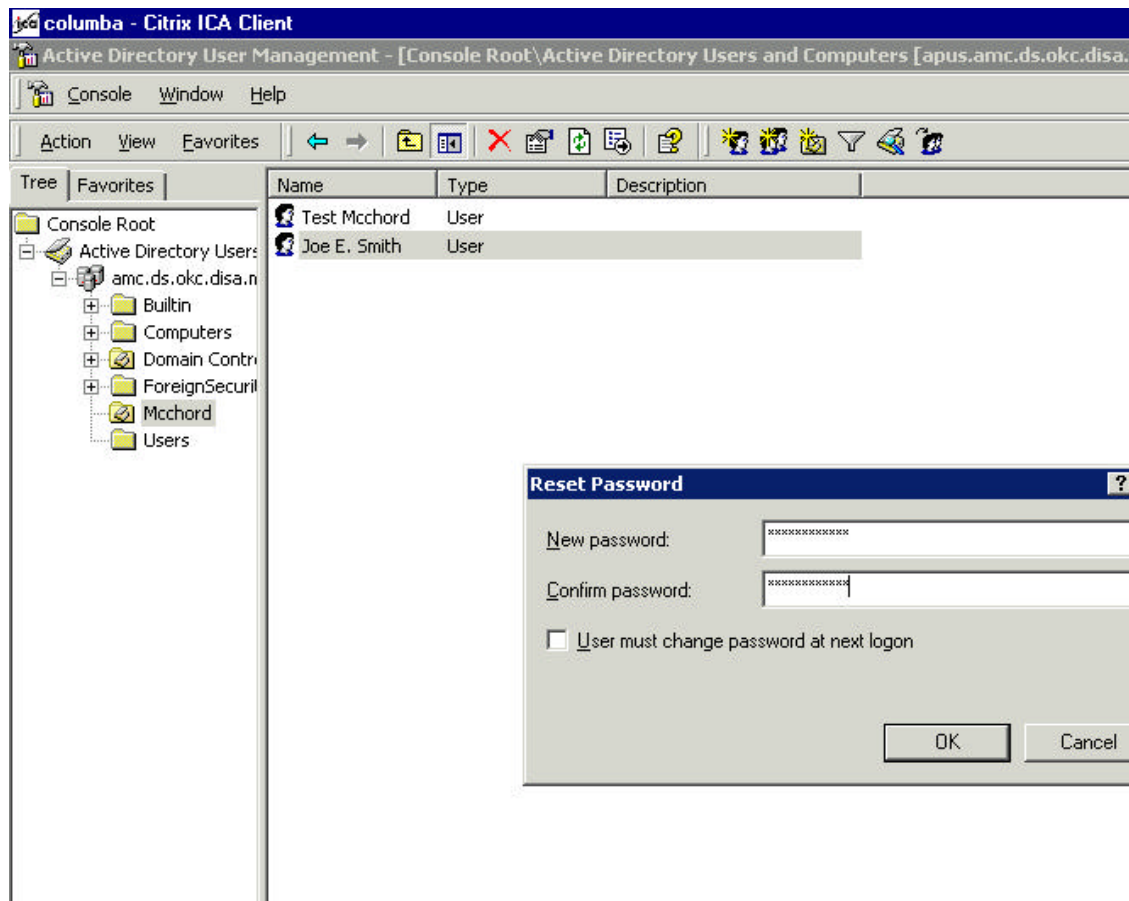 columba - Citrix ICA Client
Active Directory User Management - [Console Root\Active Directory Users and Computers [apus.amc.ds.okc.disa.
Console Window Help
Action View Favorites
Tree Favorites
Name Type Description
Console Root
Active Directory Users
amc.ds.okc.disa.n
Builtin
Computers
Domain Contr
ForeignSecuri
Mcchord
Users
Test Mcchord User
Joe E. Smith User
Reset Password ?
New password: ************
Confirm password: ************
User must change password at next logon
OK Cancel